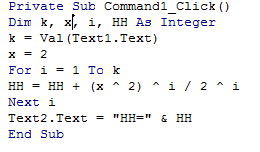 Private Sub Command1_Click()
Dim k, x, i, HH As Integer
k = Val(Text1.Text)
x = 2
For i = 1 To k
HH = HH + (x ^ 2) ^ i / 2 ^ i
Next i
Text2.Text = "HH=" & HH
End Sub